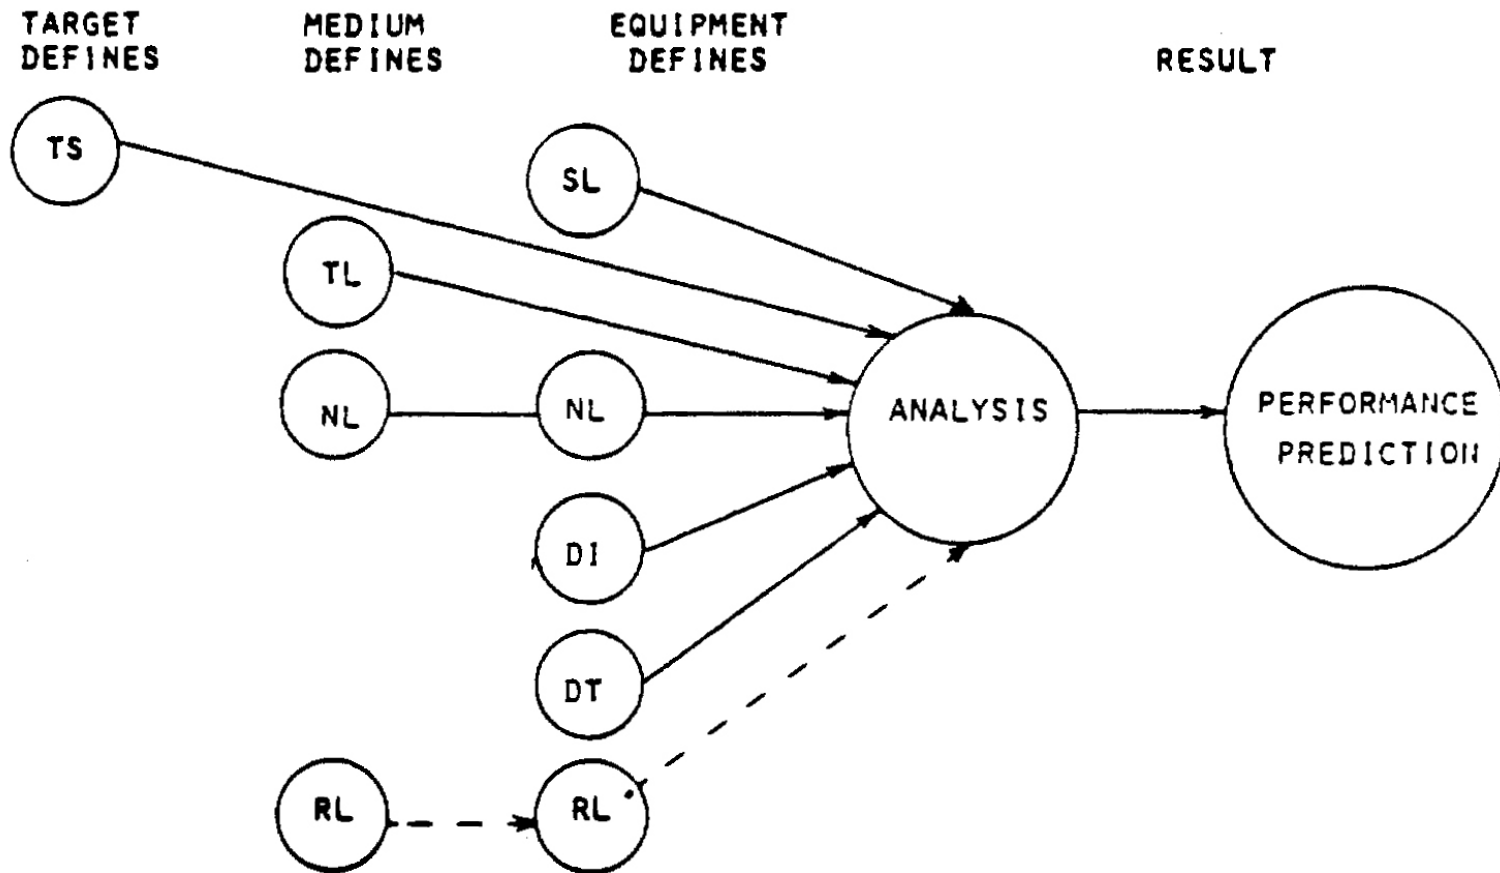 TARGET
DEFINES
MEDIUM
DEFINES
EQUIPMENT
DEFINES
RESULT
TS
SL
TL
NL
NL
ANALYSIS
PERFORMANCE
PREDICTION
DI
DT
RL
RL